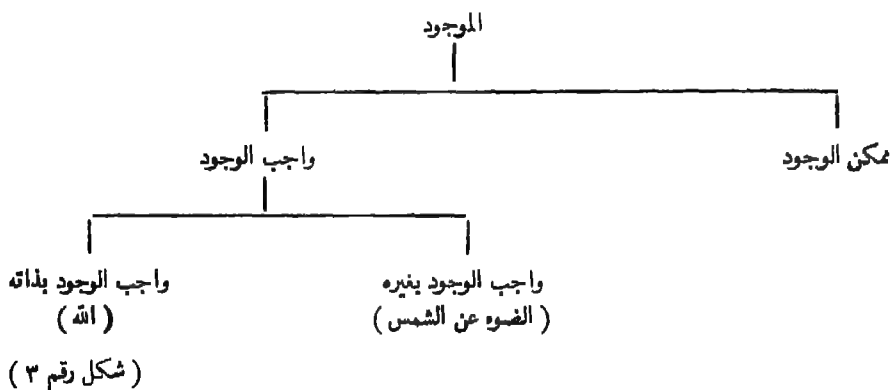 الموجود
ممكن الوجود
واجب الوجود
واجب الوجود بغيره
( الضوء عن الشمس )
واجب الوجود بذاته
( الله )
( شكل رقم ٣ )